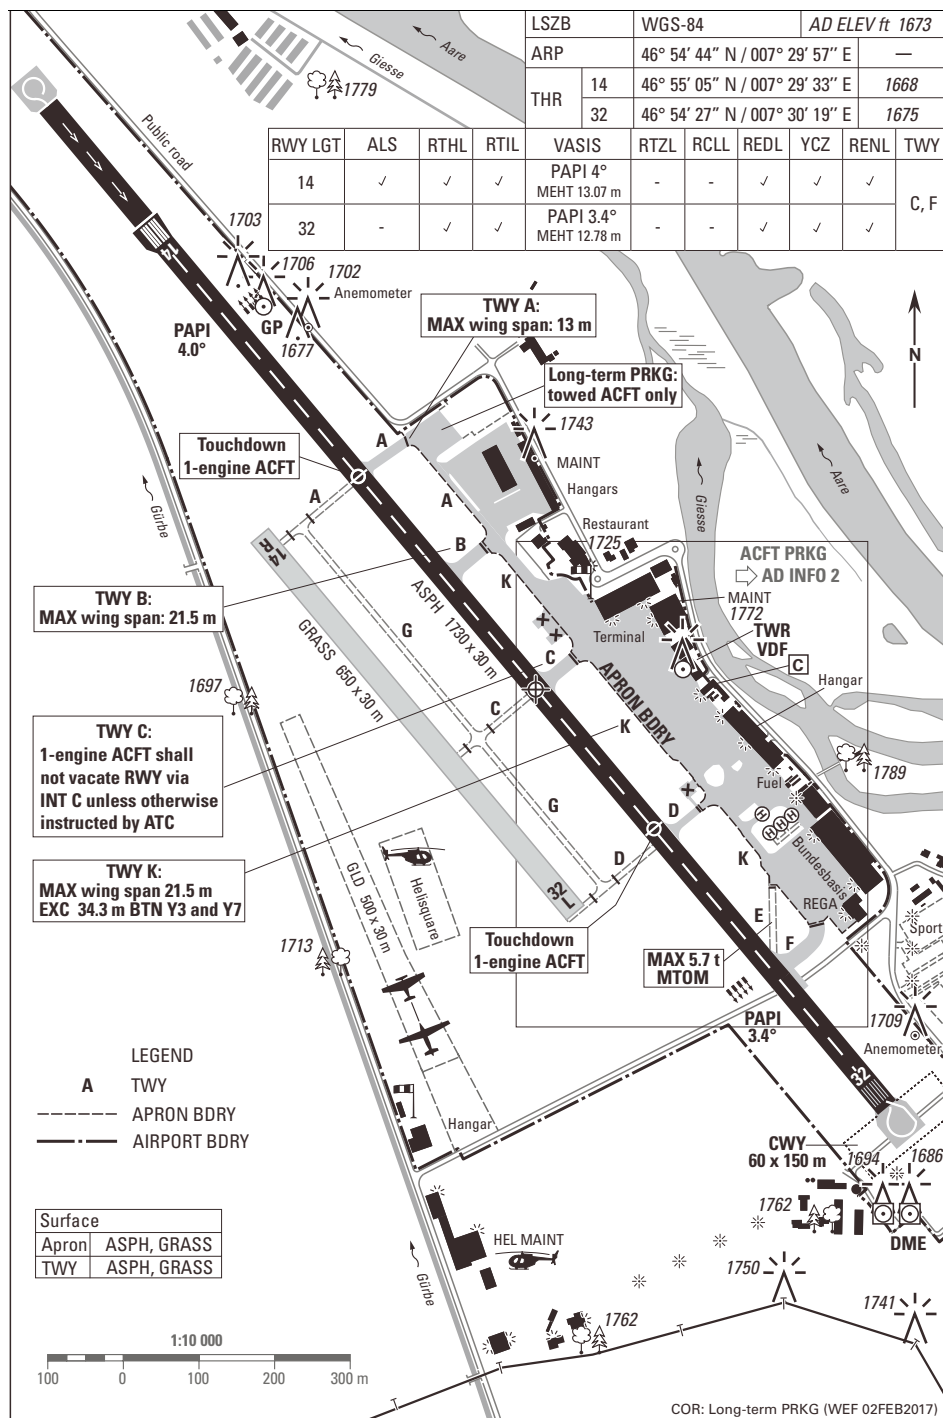 LSZB WGS-84 AD ELEV ft 1673
ARP 46° 54′ 44″ N / 007° 29′ 57″ E —
THR 14 46° 55′ 05″ N / 007° 29′ 33″ E 1668
32 46° 54′ 27″ N / 007° 30′ 19″ E 1675
RWY LGT ALS RTHL RTIL VASIS RTZL RCLL REDL YCZ RENL TWY
14 ✓ ✓ ✓ PAPI 4° MEHT 13.07 m - - ✓ ✓ ✓ C, F
32 - ✓ ✓ PAPI 3.4° MEHT 12.78 m - - ✓ ✓ ✓
Giesse
Aare
1779
Public road
14
1703
1706
1702
Anemometer
GP
1677
PAPI
4.0°
N
TWY A:
MAX wing span: 13 m
Long-term PRKG:
towed ACFT only
1743
MAINT
Hangars
Touchdown
1-engine ACFT
A
A
A
Gürbe
Giesse
Aare
Restaurant
1725
14
R
B
K
ACFT PRKG
AD INFO 2
MAINT
1772
TWR
VDF
C
Terminal
Hangar
TWY B:
MAX wing span: 21.5 m
ASPH 1730 x 30 m
GRASS 650 x 30 m
G
C
C
APRON BDRY
K
1697
TWY C:
1-engine ACFT shall
not vacate RWY via
INT C unless otherwise
instructed by ATC
1789
Fuel
H
H H H
G
D
D
K
TWY K:
MAX wing span 21.5 m
EXC 34.3 m BTN Y3 and Y7
GLD 500 x 30 m
Helisquare
32
L
Bundesbasis
REGA
E
F
Sport
1713
Touchdown
1-engine ACFT
MAX 5.7 t
MTOM
PAPI
3.4°
1709
Anemometer
32
LEGEND
A TWY
APRON BDRY
AIRPORT BDRY
Hangar
CWY
60 x 150 m
1694
1686
1762
DME
Surface
Apron ASPH, GRASS
TWY ASPH, GRASS
Gürbe
HEL MAINT
1750
1741
1762
1:10 000
100 0 100 200 300 m
COR: Long-term PRKG (WEF 02FEB2017)